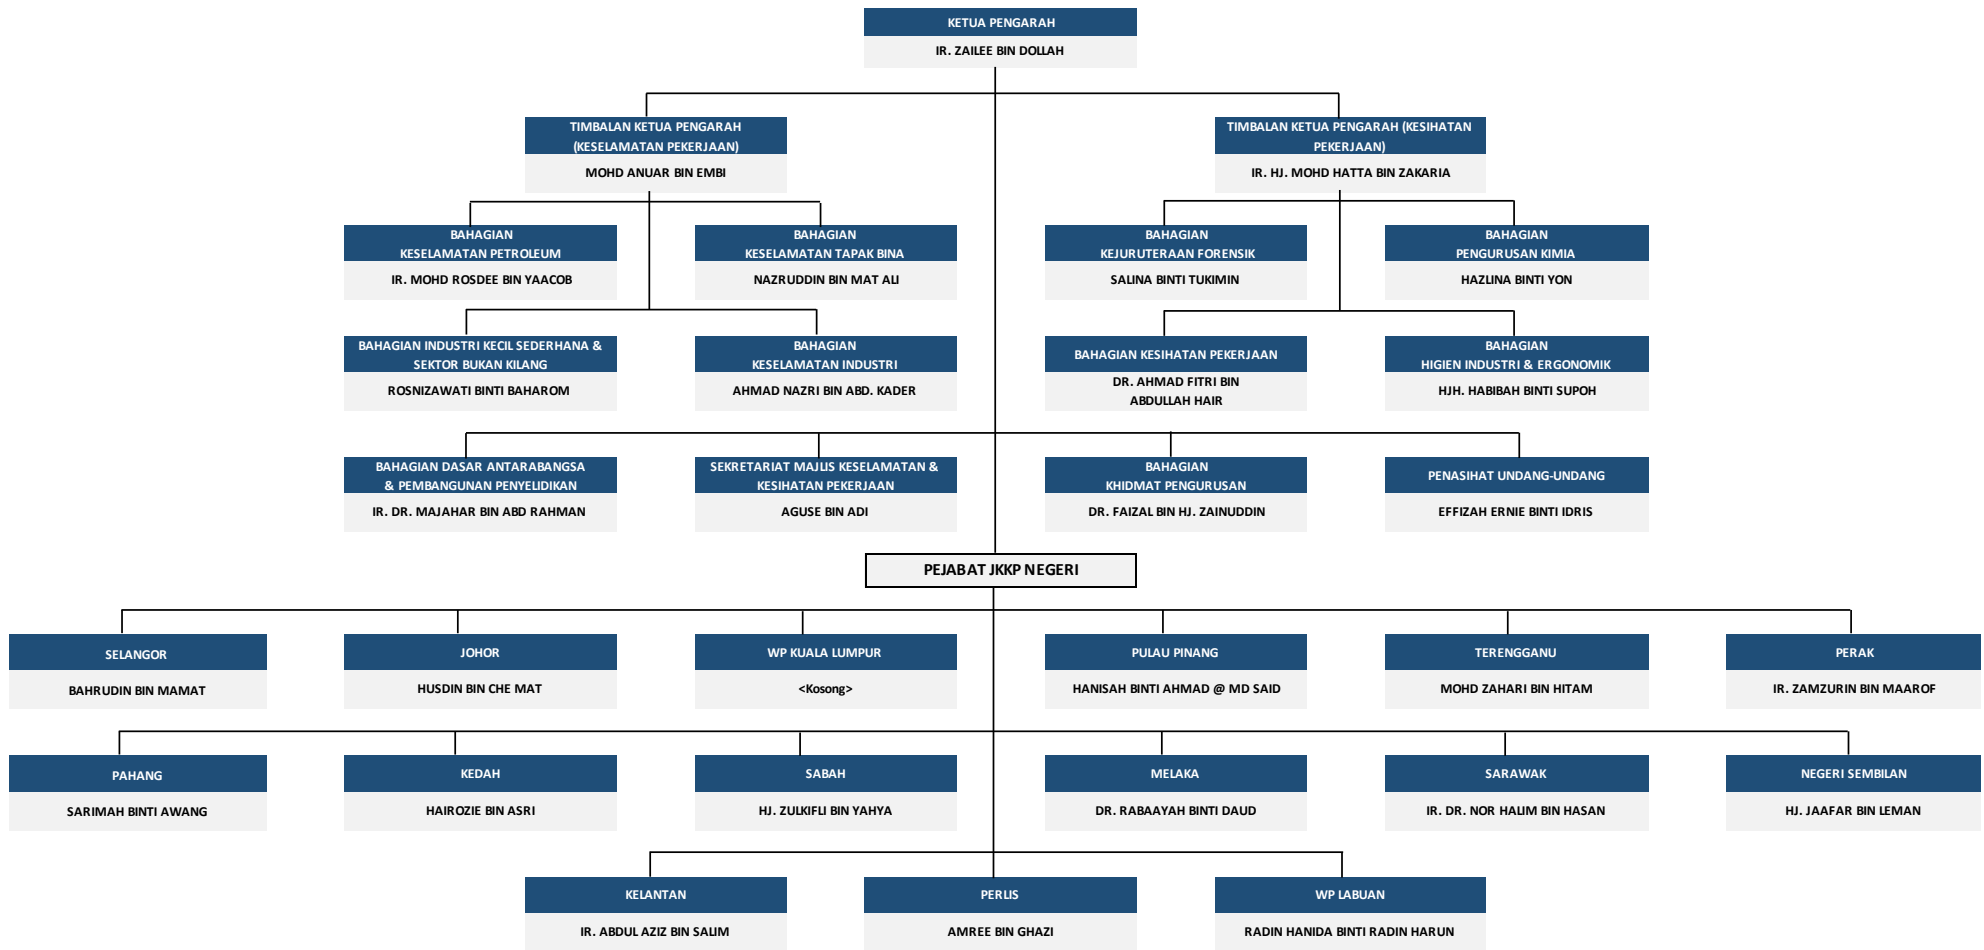 KETUA PENGARAH
IR. ZAILEE BIN DOLLAH
TIMBALAN KETUA PENGARAH
(KESELAMATAN PEKERJAAN)
MOHD ANUAR BIN EMBI
TIMBALAN KETUA PENGARAH (KESIHATAN
PEKERJAAN)
IR. HJ. MOHD HATTA BIN ZAKARIA
BAHAGIAN
KESELAMATAN PETROLEUM
IR. MOHD ROSDEE BIN YAACOB
BAHAGIAN
KESELAMATAN TAPAK BINA
NAZRUDDIN BIN MAT ALI
BAHAGIAN
KEJURUTERAAN FORENSIK
SALINA BINTI TUKIMIN
BAHAGIAN
PENGURUSAN KIMIA
HAZLINA BINTI YON
BAHAGIAN INDUSTRI KECIL SEDERHANA &
SEKTOR BUKAN KILANG
ROSNIZAWATI BINTI BAHAROM
BAHAGIAN
KESELAMATAN INDUSTRI
AHMAD NAZRI BIN ABD. KADER
BAHAGIAN KESIHATAN PEKERJAAN
DR. AHMAD FITRI BIN
ABDULLAH HAIR
BAHAGIAN
HIGIEN INDUSTRI & ERGONOMIK
HJH. HABIBAH BINTI SUPOH
BAHAGIAN DASAR ANTARABANGSA
& PEMBANGUNAN PENYELIDIKAN
IR. DR. MAJAHAR BIN ABD RAHMAN
SEKRETARIAT MAJLIS KESELAMATAN &
KESIHATAN PEKERJAAN
AGUSE BIN ADI
BAHAGIAN
KHIDMAT PENGURUSAN
DR. FAIZAL BIN HJ. ZAINUDDIN
PENASIHAT UNDANG-UNDANG
EFFIZAH ERNIE BINTI IDRIS
PEJABAT JKKP NEGERI
SELANGOR
BAHRUDIN BIN MAMAT
JOHOR
HUSDIN BIN CHE MAT
WP KUALA LUMPUR
<Kosong>
PULAU PINANG
HANISAH BINTI AHMAD @ MD SAID
TERENGGANU
MOHD ZAHARI BIN HITAM
PERAK
IR. ZAMZURIN BIN MAAROF
PAHANG
SARIMAH BINTI AWANG
KEDAH
HAIROZIE BIN ASRI
SABAH
HJ. ZULKIFLI BIN YAHYA
MELAKA
DR. RABAAYAH BINTI DAUD
SARAWAK
IR. DR. NOR HALIM BIN HASAN
NEGERI SEMBILAN
HJ. JAAFAR BIN LEMAN
KELANTAN
IR. ABDUL AZIZ BIN SALIM
PERLIS
AMREE BIN GHAZI
WP LABUAN
RADIN HANIDA BINTI RADIN HARUN